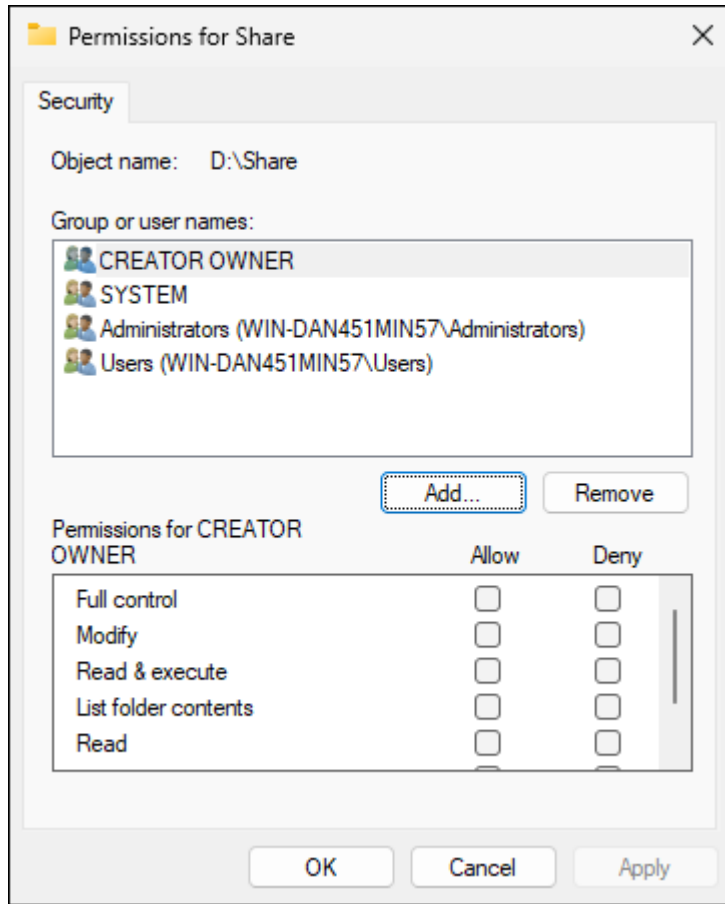 Permissions for Share
Security
Object name: D:\Share
Group or user names:
CREATOR OWNER
SYSTEM
Administrators (WIN-DAN451MIN57\Administrators)
Users (WIN-DAN451MIN57\Users)
Add...
Remove
Permissions for CREATOR
OWNER Allow Deny
Full control
Modify
Read & execute
List folder contents
Read
OK
Cancel
Apply